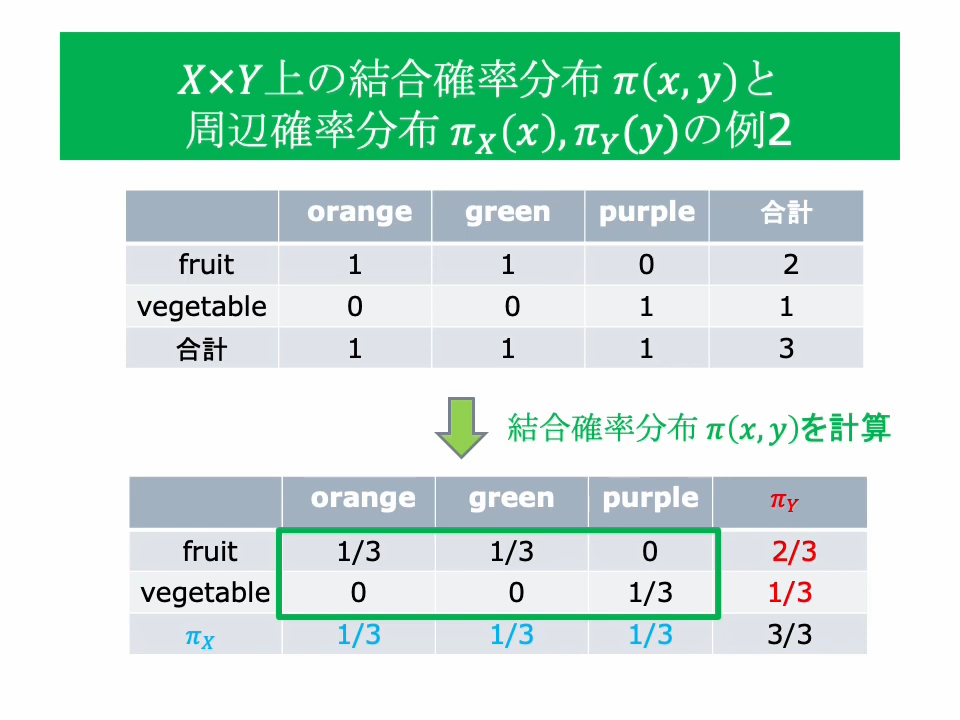 X×Y上の結合確率分布 π(x, y)と
周辺確率分布 π_X(x), π_Y(y)の例2
orange green purple 合計
fruit 1 1 0 2
vegetable 0 0 1 1
合計 1 1 1 3
結合確率分布 π(x, y)を計算
orange green purple π_Y
fruit 1/3 1/3 0 2/3
vegetable 0 0 1/3 1/3
π_X 1/3 1/3 1/3 3/3